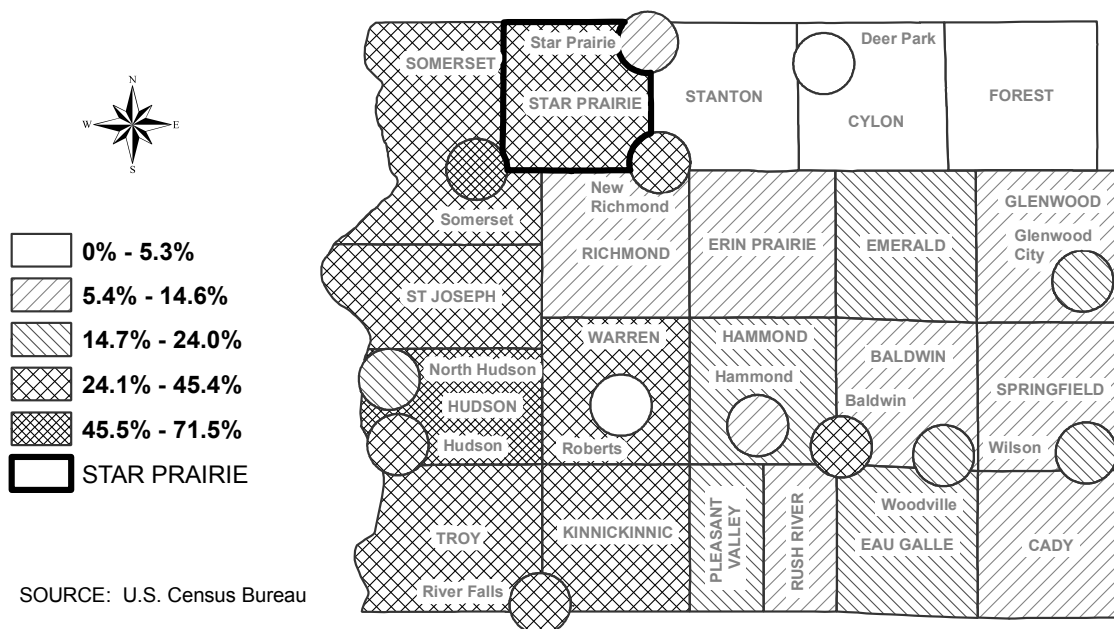 N
W
E
S
SOMERSET
Star Prairie
STAR PRAIRIE
STANTON
Deer Park
CYLON
FOREST
Somerset
New
Richmond
RICHMOND
ERIN PRAIRIE
EMERALD
GLENWOOD
Glenwood
City
ST JOSEPH
WARREN
HAMMOND
Hammond
BALDWIN
Baldwin
SPRINGFIELD
Wilson
North Hudson
HUDSON
Hudson
Roberts
TROY
River Falls
KINNICKINNIC
PLEASANT
VALLEY
RUSH RIVER
Woodville
EAU GALLE
CADY
0% - 5.3%
5.4% - 14.6%
14.7% - 24.0%
24.1% - 45.4%
45.5% - 71.5%
STAR PRAIRIE
SOURCE: U.S. Census Bureau